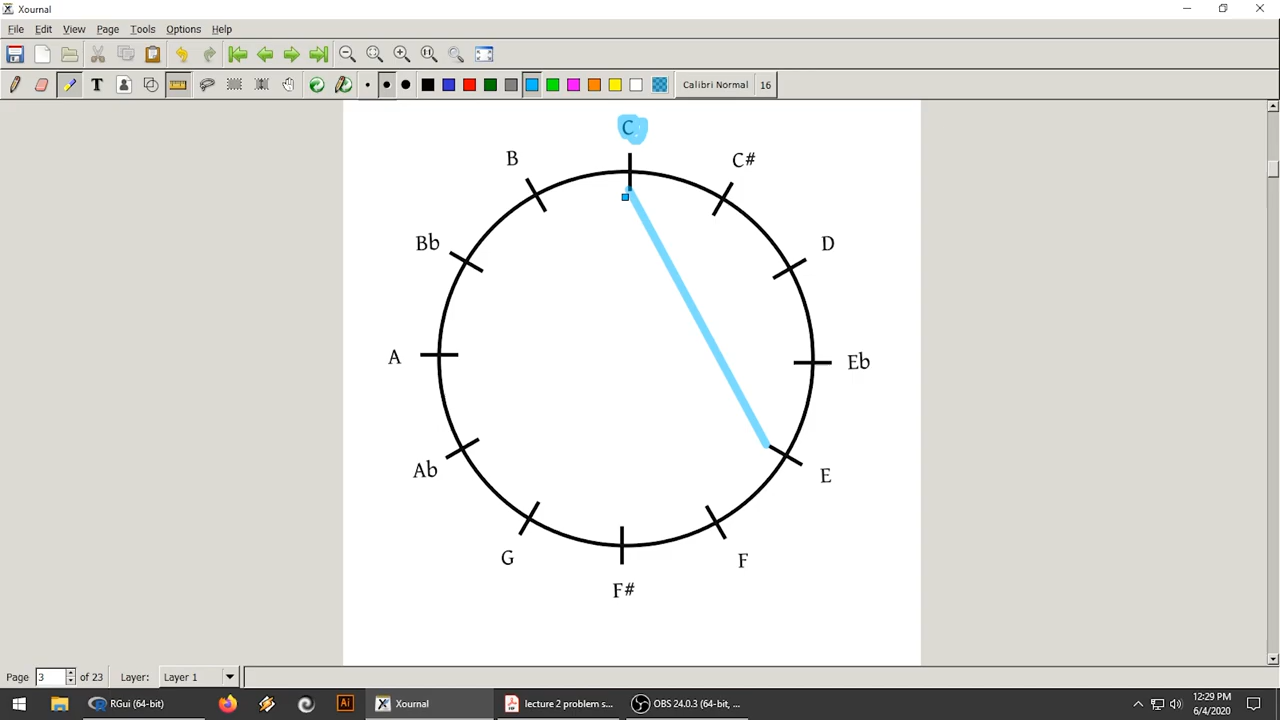 Xournal
File Edit View Page Tools Options Help
T Calibri Normal 16
C
B C#
Bb D
A Eb
Ab E
G F
F#
Page 3 of 23 Layer: Layer 1
RGui (64-bit) Ai Xournal lecture 2 problem s... OBS 24.0.3 (64-bit, ... 12:29 PM
6/4/2020